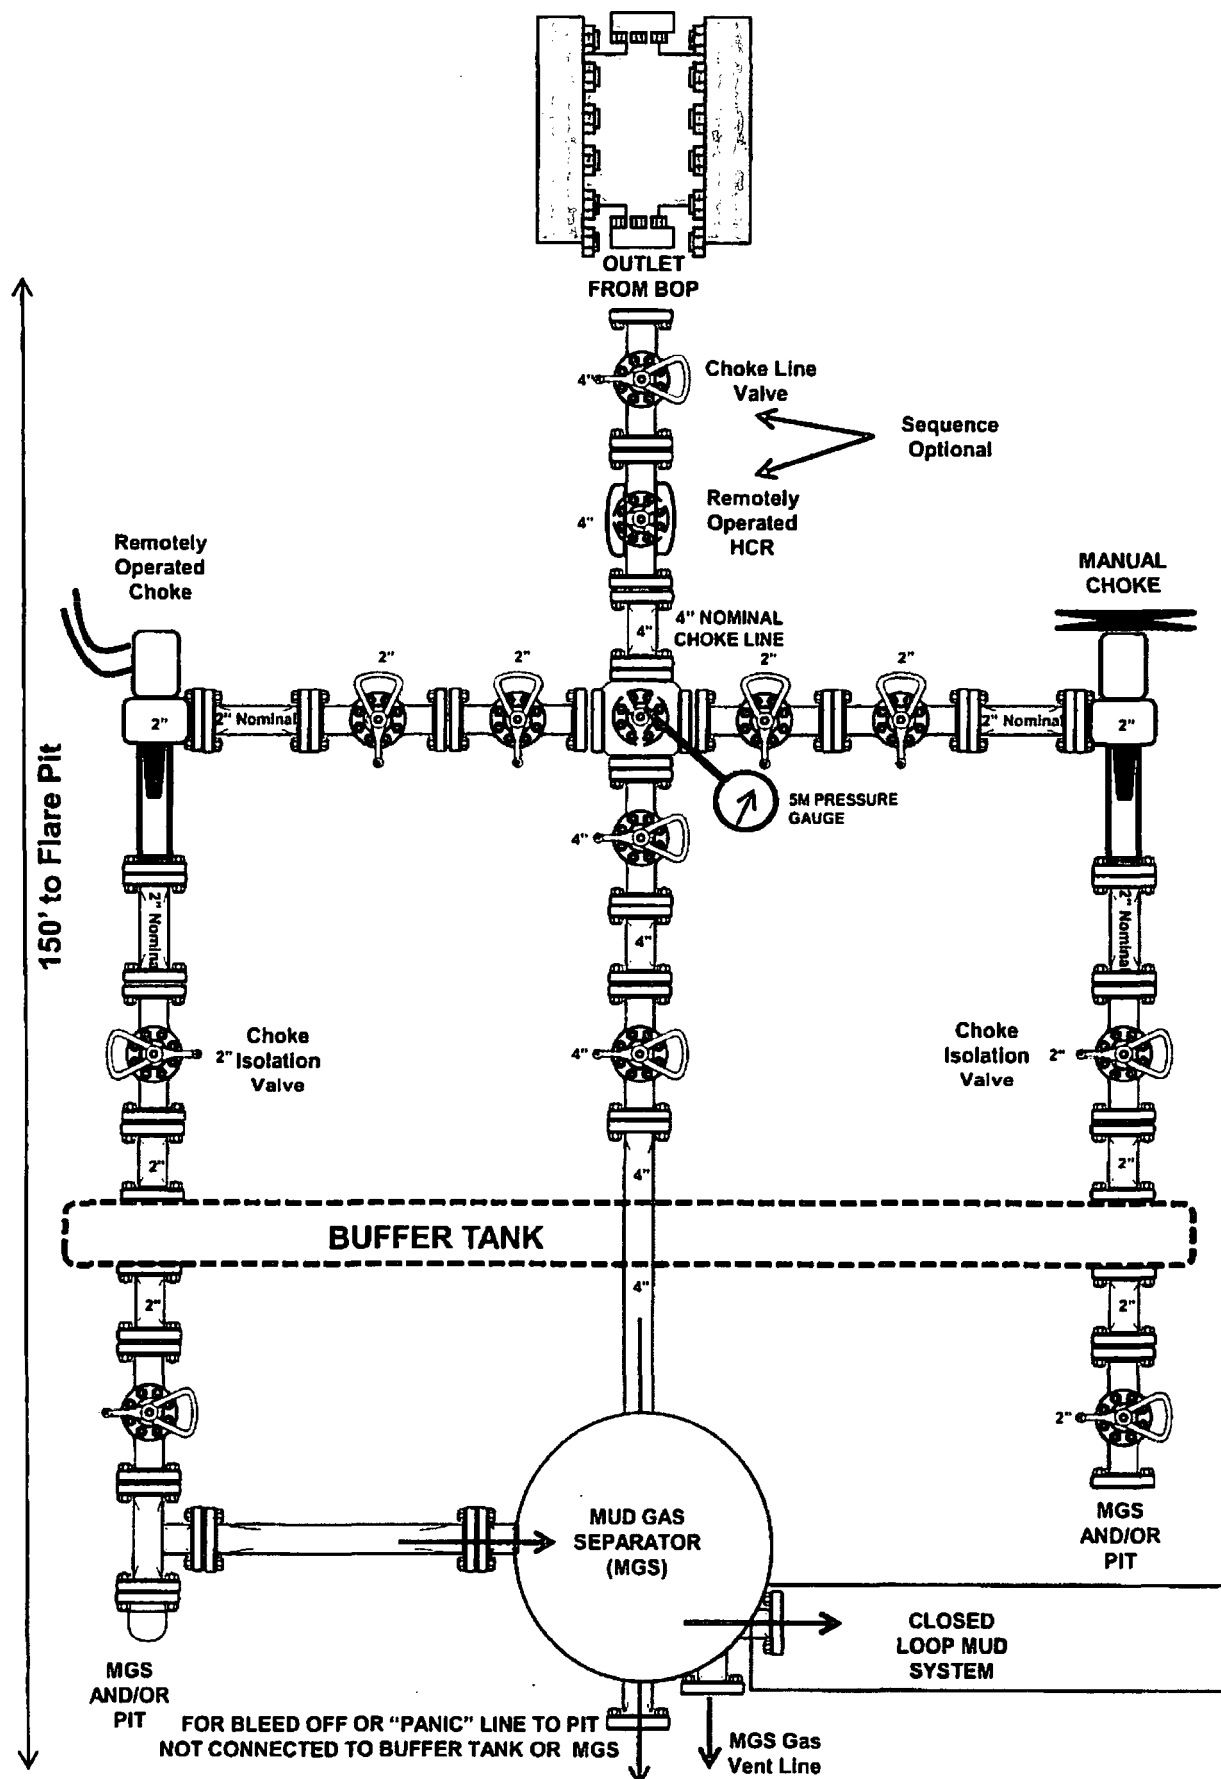 OUTLET
FROM BOP
4"
Choke Line
Valve
Sequence
Optional
4"
Remotely
Operated
HCR
Remotely
Operated
Choke
MANUAL
CHOKE
4"
4" NOMINAL
CHOKE LINE
2"
2"
2"
2"
2"
2" Nominal
2" Nominal
2"
5M PRESSURE
GAUGE
150' to Flare Pit
4"
2" Nominal
4"
2" Nominal
2"
Choke
Isolation
Valve
4"
Choke
Isolation
Valve
2"
2"
4"
2"
BUFFER TANK
2"
4"
2"
2"
MUD GAS
SEPARATOR
(MGS)
MGS
AND/OR
PIT
CLOSED
LOOP MUD
SYSTEM
MGS
AND/OR
PIT
FOR BLEED OFF OR "PANIC" LINE TO PIT
NOT CONNECTED TO BUFFER TANK OR MGS
MGS Gas
Vent Line